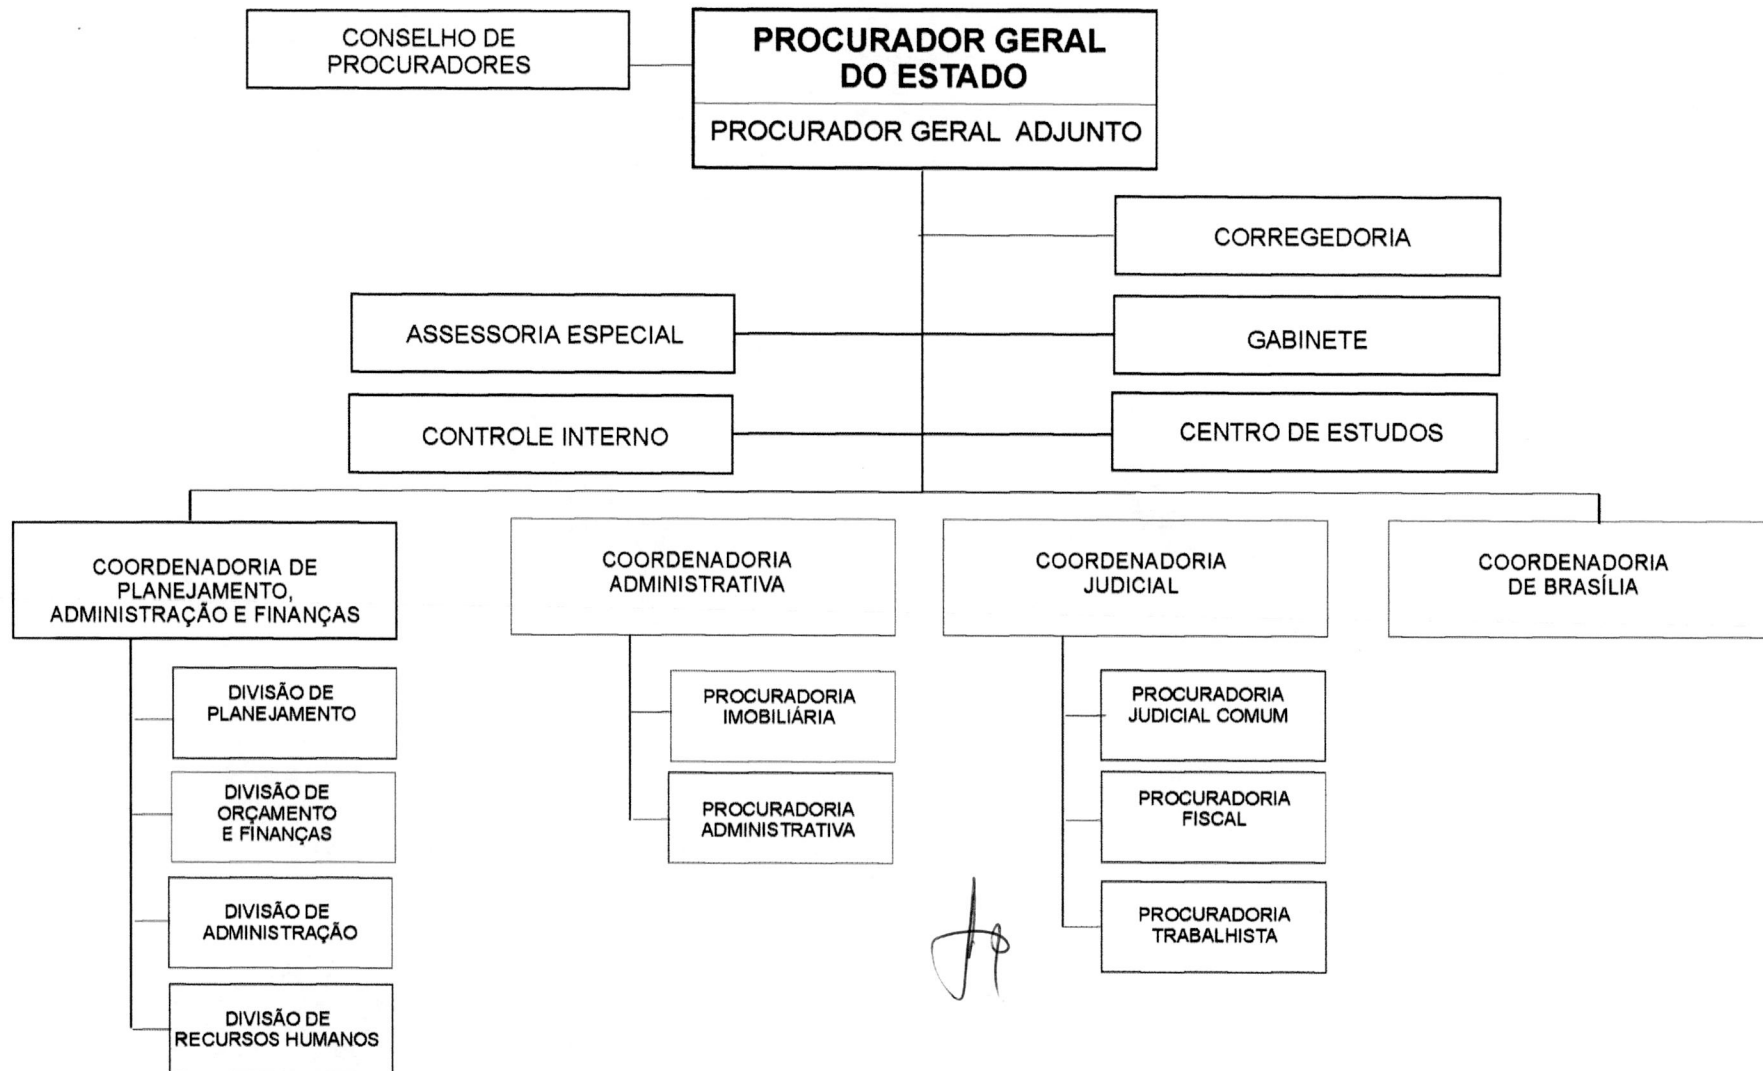 CONSELHO DE
PROCURADORES
PROCURADOR GERAL
DO ESTADO
PROCURADOR GERAL ADJUNTO
CORREGEDORIA
ASSESSORIA ESPECIAL
GABINETE
CONTROLE INTERNO
CENTRO DE ESTUDOS
COORDENADORIA DE
PLANEJAMENTO,
ADMINISTRAÇÃO E FINANÇAS
COORDENADORIA
ADMINISTRATIVA
COORDENADORIA
JUDICIAL
COORDENADORIA
DE BRASÍLIA
DIVISÃO DE
PLANEJAMENTO
DIVISÃO DE
ORÇAMENTO
E FINANÇAS
DIVISÃO DE
ADMINISTRAÇÃO
DIVISÃO DE
RECURSOS HUMANOS
PROCURADORIA
IMOBILIÁRIA
PROCURADORIA
ADMINISTRATIVA
PROCURADORIA
JUDICIAL COMUM
PROCURADORIA
FISCAL
PROCURADORIA
TRABALHISTA